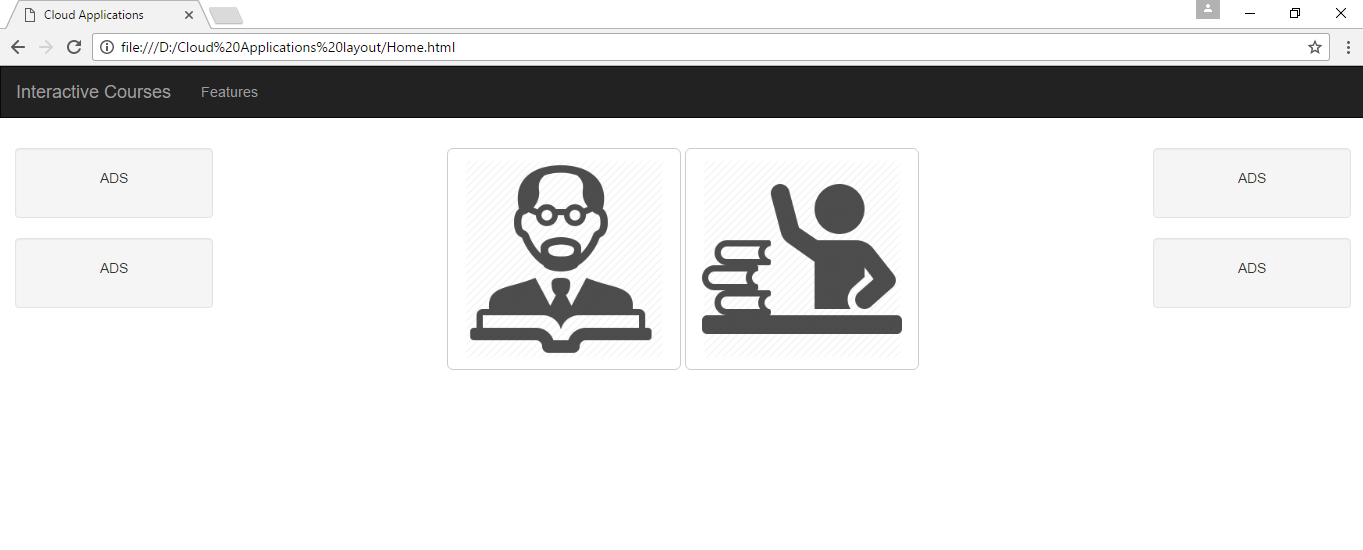 Cloud Applications
file:///D:/Cloud%20Applications%20layout/Home.html
Interactive Courses Features
ADS ADS
ADS ADS